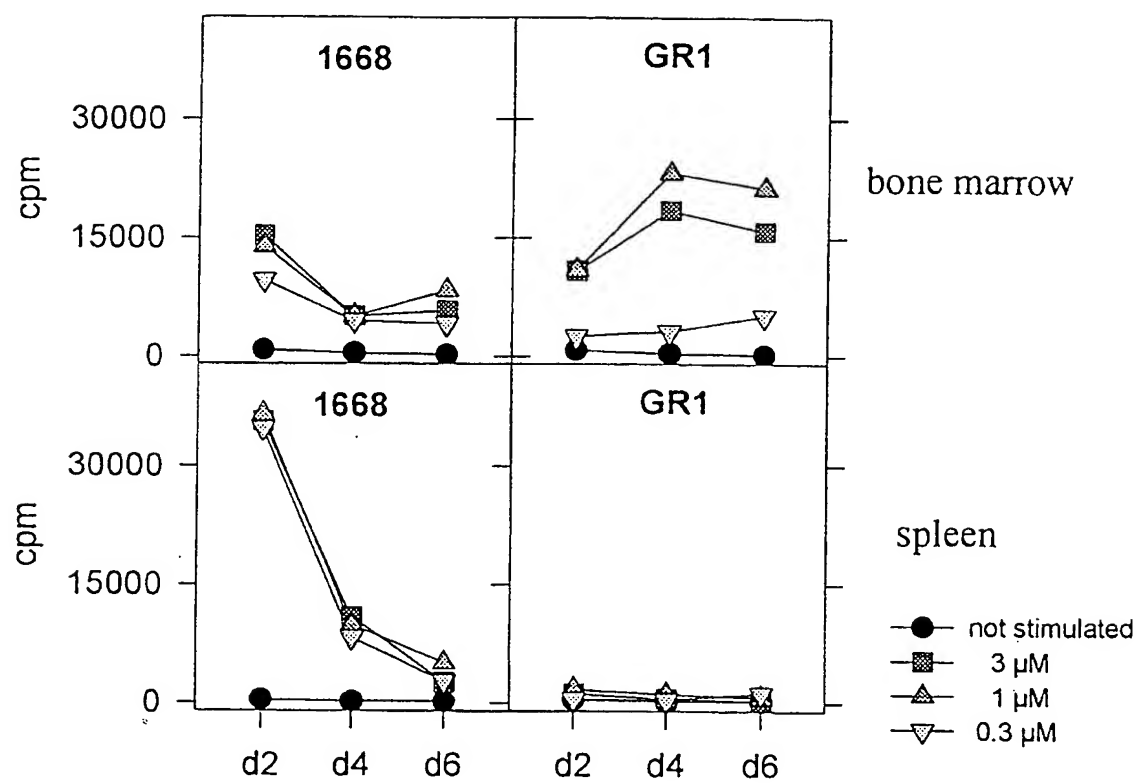 1668
GR1
30000
15000
0
cpm
bone marrow
1668
GR1
30000
15000
0
cpm
spleen
not stimulated
3 µM
1 µM
0.3 µM
d2 d4 d6 d2 d4 d6